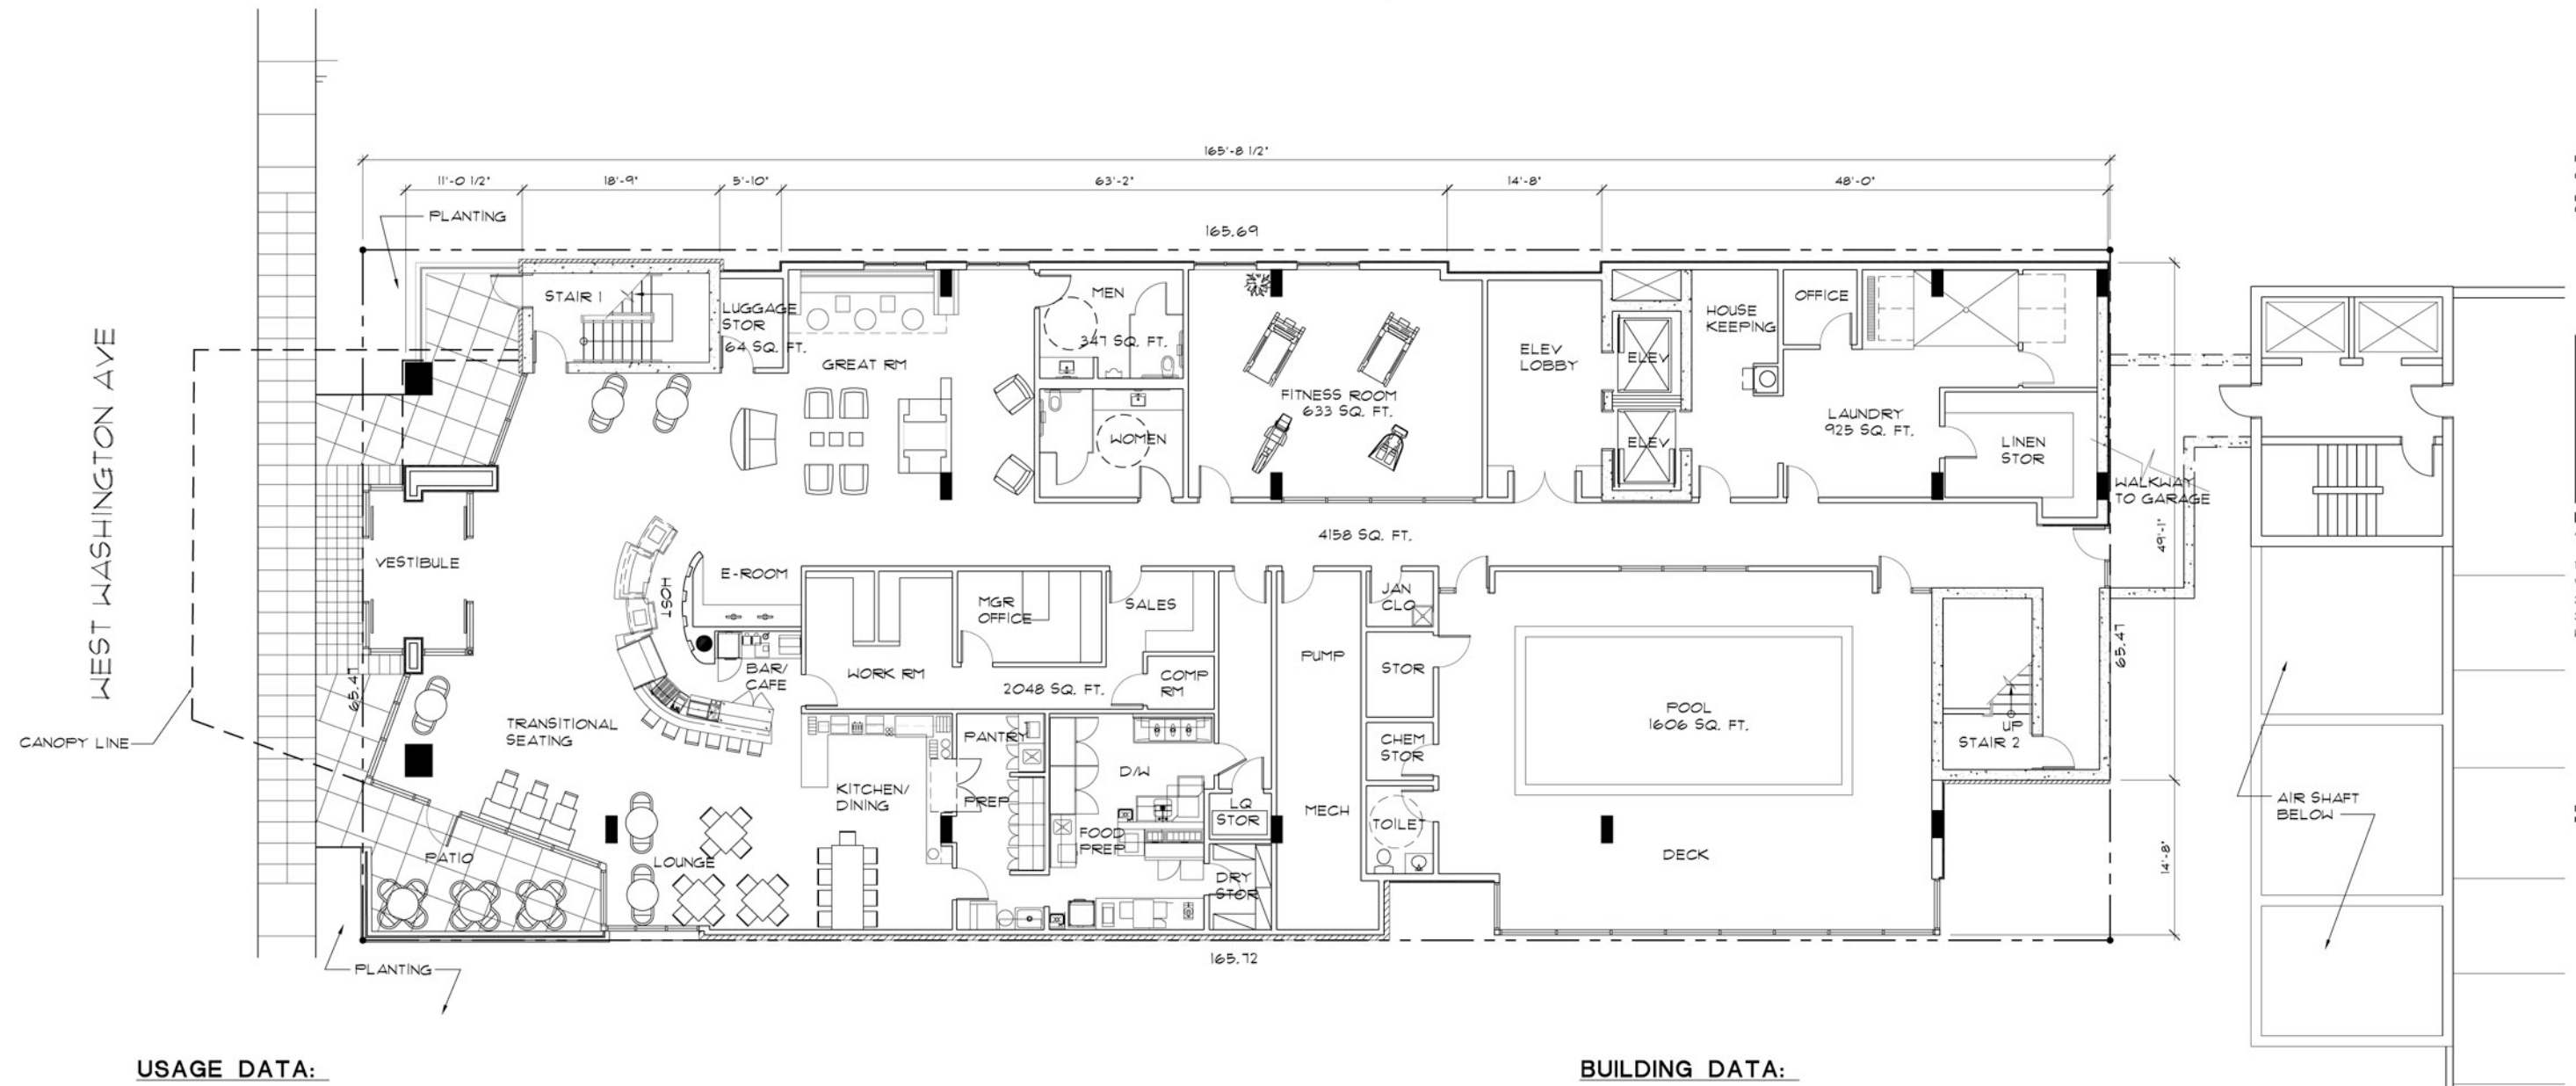 165'-8 1/2"
11'-0 1/2"
18'-9"
5'-10"
63'-2"
14'-8"
48'-0"
PLANTING
165.69
STAIR 1
LUGGAGE
STOR
64 SQ. FT.
GREAT RM
MEN
347 SQ. FT.
WOMEN
FITNESS ROOM
633 SQ. FT.
ELEV
LOBBY
ELEV
ELEV
HOUSE
KEEPING
OFFICE
LAUNDRY
925 SQ. FT.
LINEN
STOR
WALKWAY
TO GARAGE
49'-1"
WEST WASHINGTON AVE
VESTIBULE
4158 SQ. FT.
HOST
E-ROOM
BAR/
CAFE
WORK RM
MGR
OFFICE
SALES
2048 SQ. FT.
COMP
RM
PUMP
JAN
CLO
STOR
CHEM
STOR
POOL
1606 SQ. FT.
UP
STAIR 2
65.47
65.47
CANOPY LINE
TRANSITIONAL
SEATING
KITCHEN/
DINING
PANTRY
PREP
D/W
FOOD
PREP
LQ
STOR
DRY
STOR
MECH
TOILET
DECK
14'-8"
AIR SHAFT
BELOW
PATIO
LOUNGE
PLANTING
165.72
USAGE DATA:
BUILDING DATA: